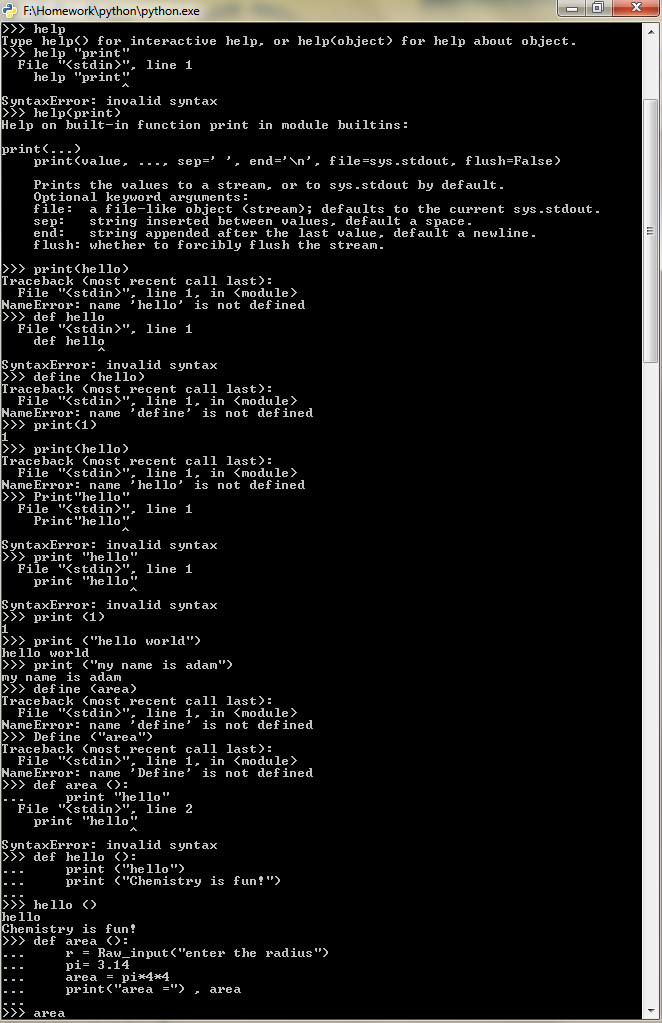 F:\Homework\python\python.exe
>>> help
Type help() for interactive help, or help(object) for help about object.
>>> help "print"
  File "<stdin>", line 1
    help "print"
               ^
SyntaxError: invalid syntax
>>> help(print)
Help on built-in function print in module builtins:

print(...)
    print(value, ..., sep=' ', end='\n', file=sys.stdout, flush=False)

    Prints the values to a stream, or to sys.stdout by default.
    Optional keyword arguments:
    file:  a file-like object (stream); defaults to the current sys.stdout.
    sep:   string inserted between values, default a space.
    end:   string appended after the last value, default a newline.
    flush: whether to forcibly flush the stream.

>>> print(hello)
Traceback (most recent call last):
  File "<stdin>", line 1, in <module>
NameError: name 'hello' is not defined
>>> def hello
  File "<stdin>", line 1
    def hello
            ^
SyntaxError: invalid syntax
>>> define (hello)
Traceback (most recent call last):
  File "<stdin>", line 1, in <module>
NameError: name 'define' is not defined
>>> print(1)
1
>>> print(hello)
Traceback (most recent call last):
  File "<stdin>", line 1, in <module>
NameError: name 'hello' is not defined
>>> Print"hello"
  File "<stdin>", line 1
    Print"hello"
               ^
SyntaxError: invalid syntax
>>> print "hello"
  File "<stdin>", line 1
    print "hello"
                ^
SyntaxError: invalid syntax
>>> print (1)
1
>>> print ("hello world")
hello world
>>> print ("my name is adam")
my name is adam
>>> define (area)
Traceback (most recent call last):
  File "<stdin>", line 1, in <module>
NameError: name 'define' is not defined
>>> Define ("area")
Traceback (most recent call last):
  File "<stdin>", line 1, in <module>
NameError: name 'Define' is not defined
>>> def area ():
...     print "hello"
  File "<stdin>", line 2
    print "hello"
                ^
SyntaxError: invalid syntax
>>> def hello ():
...     print ("hello")
...     print ("Chemistry is fun!")
...
>>> hello ()
hello
Chemistry is fun!
>>> def area ():
...     r = Raw_input("enter the radius")
...     pi= 3.14
...     area = pi*4*4
...     print("area =") , area
...
>>> area